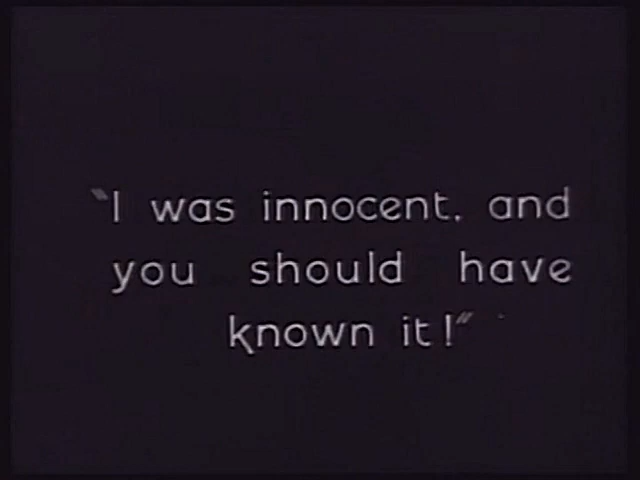 "I was innocent, and
you should have
known it!"